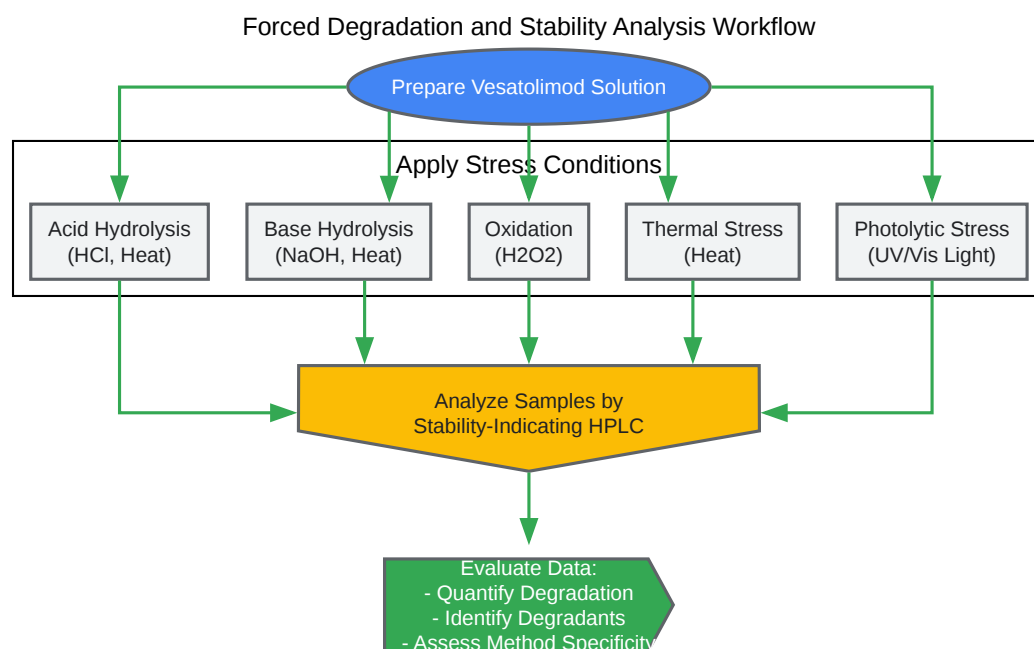 Forced Degradation and Stability Analysis Workflow
Prepare Vesatolimod Solution
Apply Stress Conditions
Acid Hydrolysis
(HCl, Heat)
Base Hydrolysis
(NaOH, Heat)
Oxidation
(H2O2)
Thermal Stress
(Heat)
Photolytic Stress
(UV/Vis Light)
Analyze Samples by
Stability-Indicating HPLC
Evaluate Data:
- Quantify Degradation
- Identify Degradants
- Assess Method Specificity